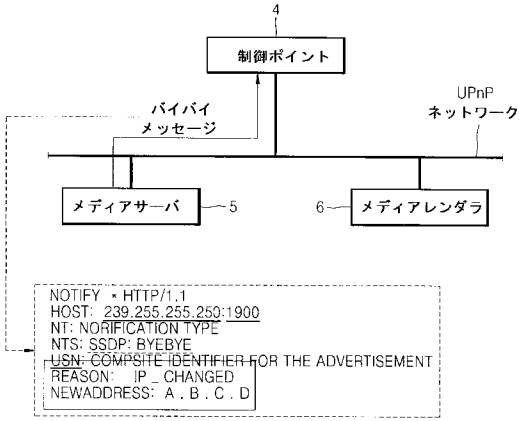 4
制御ポイント
UPnP
ネットワーク
バイバイ
メッセージ
メディアサーバ
5
6
メディアレンダラ
NOTIFY * HTTP/1.1
HOST: 239.255.255.250:1900
NT: NORIFICATION TYPE
NTS: SSDP: BYEBYE
USN: COMPSITE IDENTIFIER FOR THE ADVERTISEMENT
REASON: IP _ CHANGED
NEWADDRESS: A . B . C . D